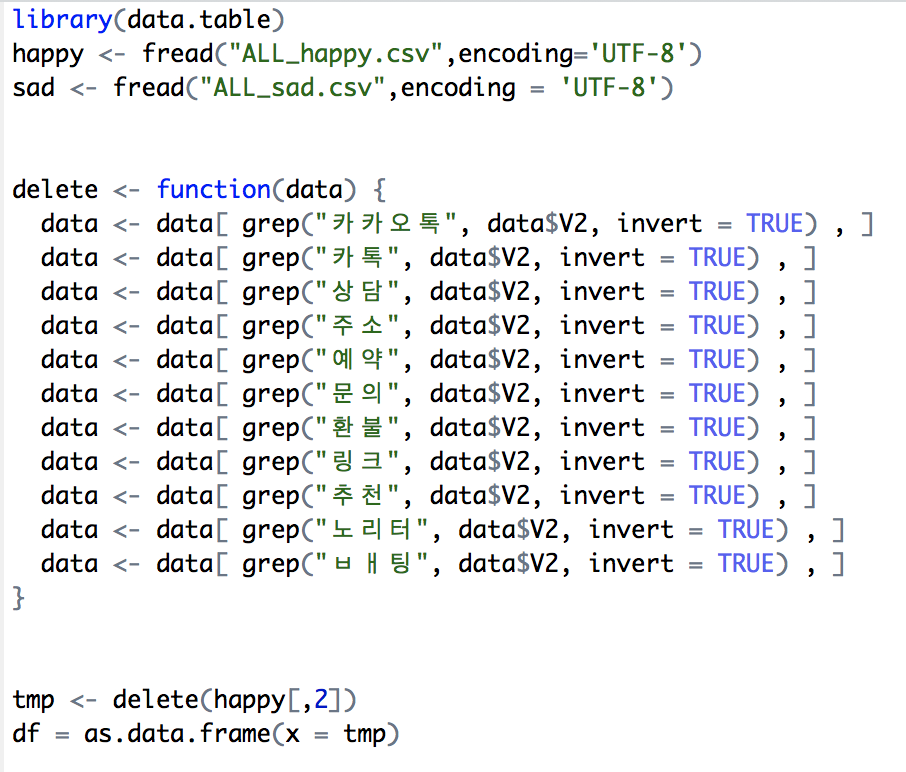 library(data.table)
happy <- fread("ALL_happy.csv",encoding='UTF-8')
sad <- fread("ALL_sad.csv",encoding = 'UTF-8')
delete <- function(data) {
  data <- data[ grep("카카오톡", data$V2, invert = TRUE) , ]
  data <- data[ grep("카톡", data$V2, invert = TRUE) , ]
  data <- data[ grep("상담", data$V2, invert = TRUE) , ]
  data <- data[ grep("주소", data$V2, invert = TRUE) , ]
  data <- data[ grep("예약", data$V2, invert = TRUE) , ]
  data <- data[ grep("문의", data$V2, invert = TRUE) , ]
  data <- data[ grep("환불", data$V2, invert = TRUE) , ]
  data <- data[ grep("링크", data$V2, invert = TRUE) , ]
  data <- data[ grep("추천", data$V2, invert = TRUE) , ]
  data <- data[ grep("노리터", data$V2, invert = TRUE) , ]
  data <- data[ grep("ㅂㅐ팅", data$V2, invert = TRUE) , ]
}
tmp <- delete(happy[,2])
df = as.data.frame(x = tmp)